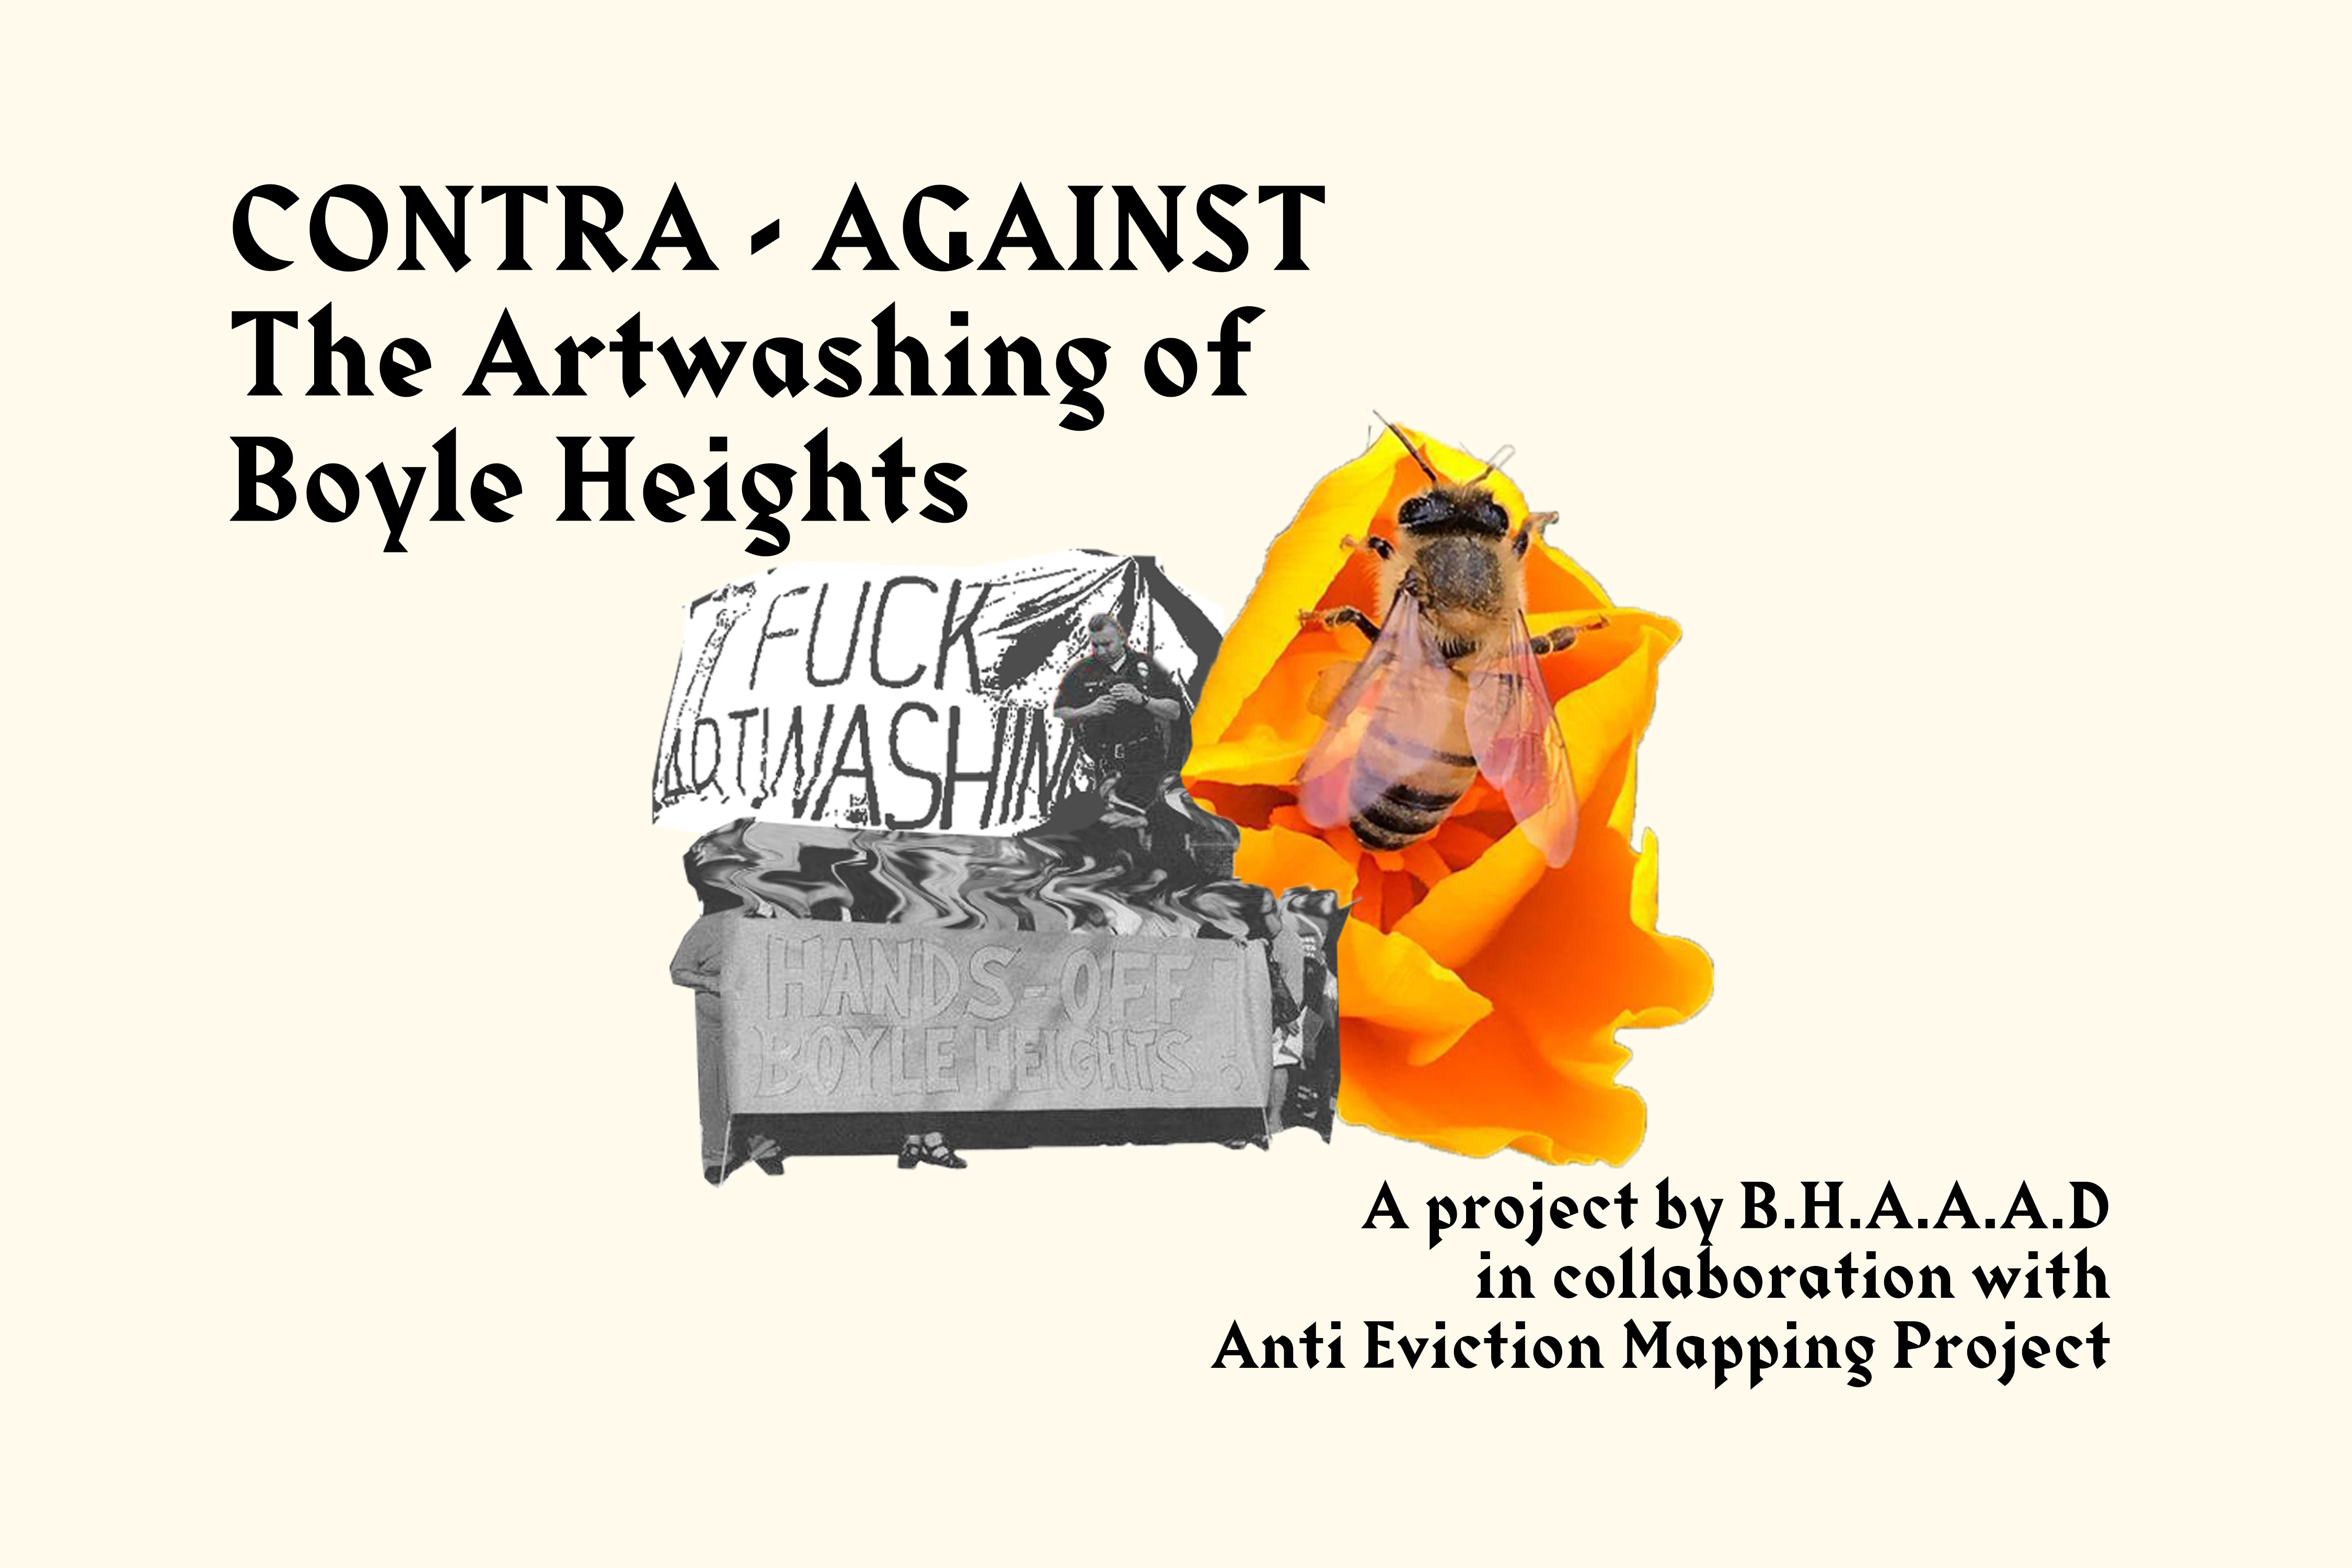 CONTRA - AGAINST
The Artwashing of
Boyle Heights
FUCK
ARTWASHIN
HANDS-OFF
BOYLE HEIGHTS!
A project by B.H.A.A.A.D
in collaboration with
Anti Eviction Mapping Project